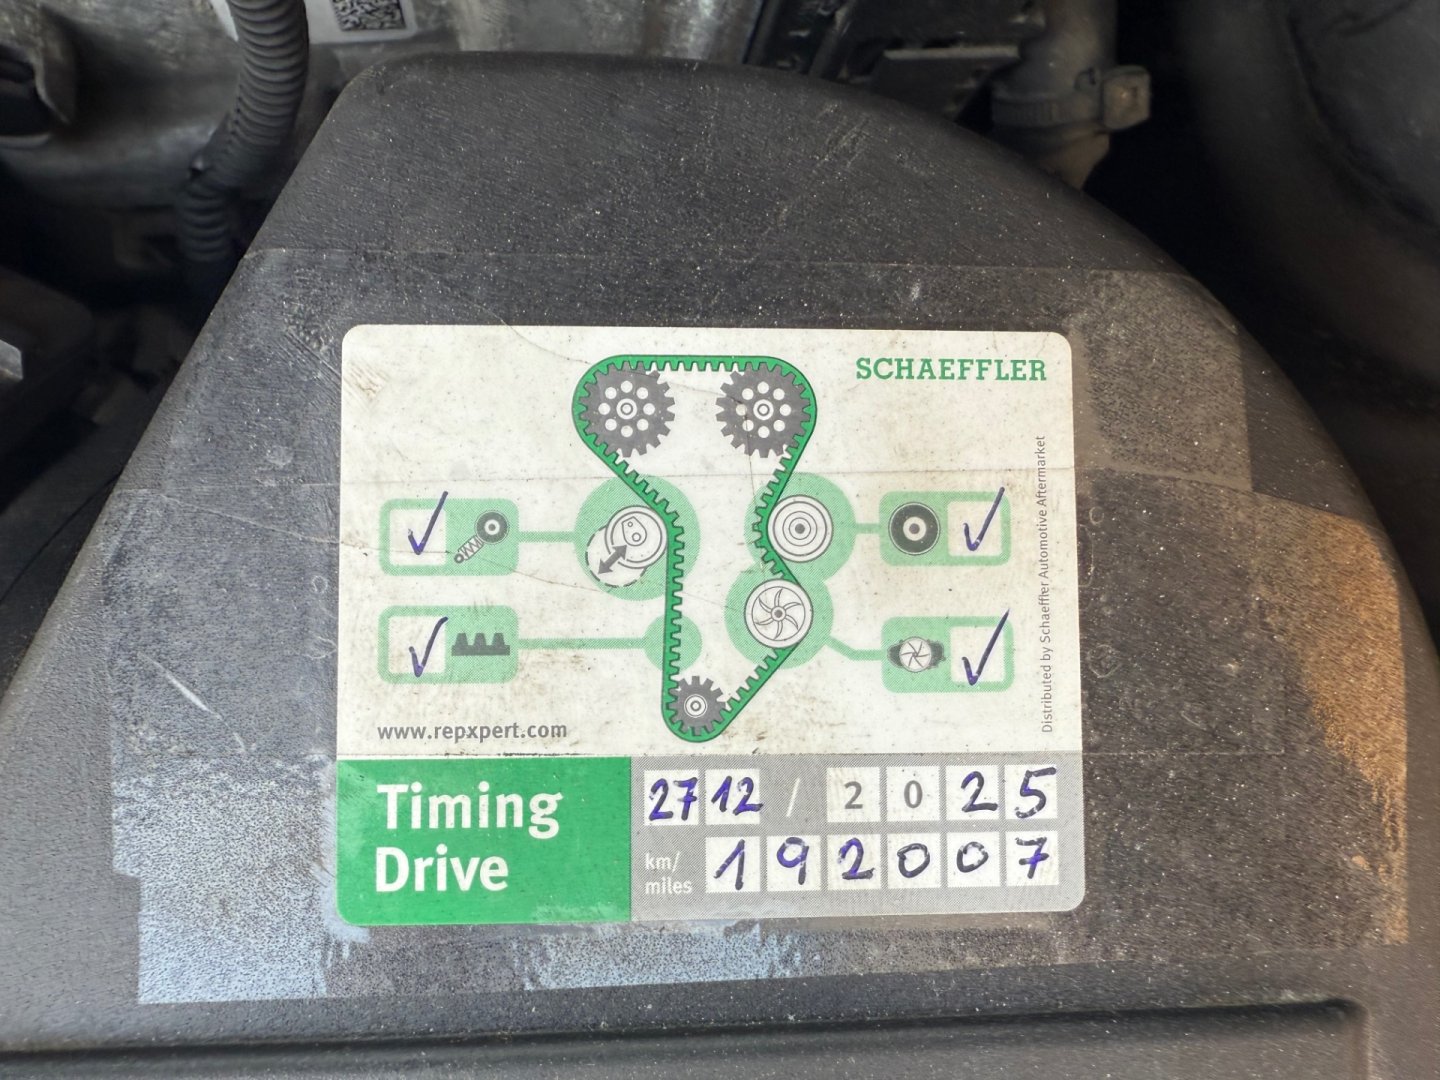 SCHAEFFLER
Distributed by Schaeffler Automotive Aftermarket
www.repxpert.com
Timing
Drive
27 12 / 2025
km/
miles
192007